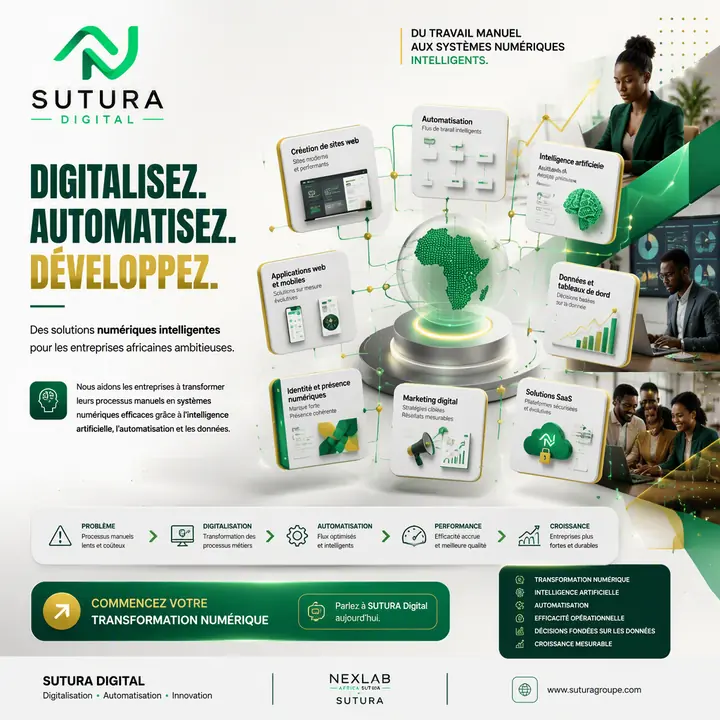 SUTURA
DIGITAL
DU TRAVAIL MANUEL
AUX SYSTÈMES NUMÉRIQUES
INTELLIGENTS.
DIGITALISEZ.
AUTOMATISEZ.
DÉVELOPPEZ.
Des solutions numériques intelligentes
pour les entreprises africaines ambitieuses.
Nous aidons les entreprises à transformer
leurs processus manuels en systèmes
numériques efficaces grâce à l'intelligence
artificielle, l'automatisation et les données.
Création de sites web
Sites modernes
et performants
Automatisation
Flux de travail intelligents
Intelligence artificielle
Applications web
et mobiles
Solutions sur mesure
évolutives
Données et
tableaux de bord
Décisions basées
sur la donnée
Identité et présence
numériques
Marque forte
Présence cohérente
Marketing digital
Stratégies ciblées
Résultats mesurables
Solutions SaaS
Plateformes sécurisées
et évolutives
PROBLÈME
Processus manuels
lents et coûteux
DIGITALISATION
Transformation des
processus métiers
AUTOMATISATION
Flux optimisés
et intelligents
PERFORMANCE
Efficacité accrue
et meilleure qualité
CROISSANCE
Entreprises plus
fortes et durables
COMMENCEZ VOTRE
TRANSFORMATION NUMÉRIQUE
Parlez à SUTURA Digital
aujourd'hui.
TRANSFORMATION NUMÉRIQUE
INTELLIGENCE ARTIFICIELLE
AUTOMATISATION
EFFICACITÉ OPÉRATIONNELLE
DÉCISIONS FONDÉES SUR LES DONNÉES
CROISSANCE MESURABLE
SUTURA DIGITAL
Digitalisation • Automatisation • Innovation
NEXLAB
AFRICA
SUTURA
www.suturagroupe.com